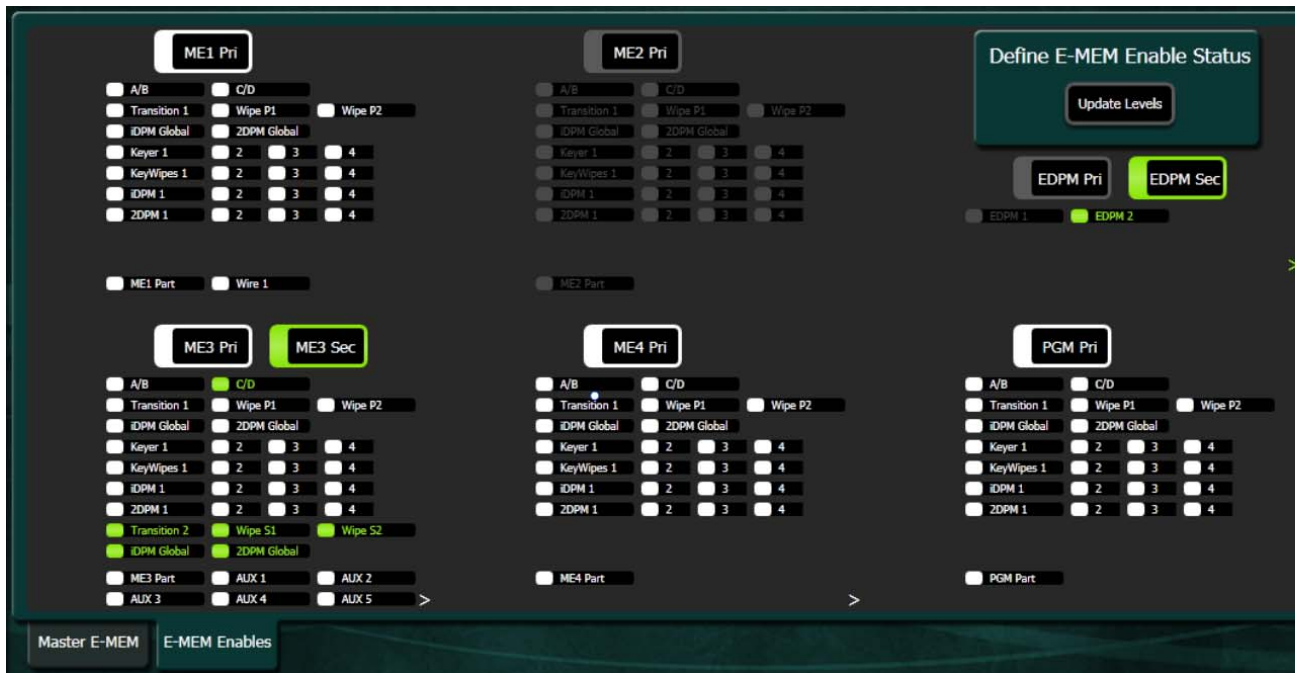 ME1 Pri
A/B C/D
Transition 1 Wipe P1 Wipe P2
iDPM Global 2DPM Global
Keyer 1 2 3 4
KeyWipes 1 2 3 4
iDPM 1 2 3 4
2DPM 1 2 3 4
ME1 Part Wire 1
ME2 Pri
A/B C/D
Transition 1 Wipe P1 Wipe P2
iDPM Global 2DPM Global
Keyer 1 2 3 4
KeyWipes 1 2 3 4
iDPM 1 2 3 4
2DPM 1 2 3 4
ME2 Part
Define E-MEM Enable Status
Update Levels
EDPM Pri EDPM Sec
EDPM 1 EDPM 2
>
ME3 Pri ME3 Sec
A/B C/D
Transition 1 Wipe P1 Wipe P2
iDPM Global 2DPM Global
Keyer 1 2 3 4
KeyWipes 1 2 3 4
iDPM 1 2 3 4
2DPM 1 2 3 4
Transition 2 Wipe S1 Wipe S2
iDPM Global 2DPM Global
ME3 Part AUX 1 AUX 2
AUX 3 AUX 4 AUX 5 >
ME4 Pri
A/B C/D
Transition 1 Wipe P1 Wipe P2
iDPM Global 2DPM Global
Keyer 1 2 3 4
KeyWipes 1 2 3 4
iDPM 1 2 3 4
2DPM 1 2 3 4
ME4 Part
>
PGM Pri
A/B C/D
Transition 1 Wipe P1 Wipe P2
iDPM Global 2DPM Global
Keyer 1 2 3 4
KeyWipes 1 2 3 4
iDPM 1 2 3 4
2DPM 1 2 3 4
PGM Part
Master E-MEM E-MEM Enables